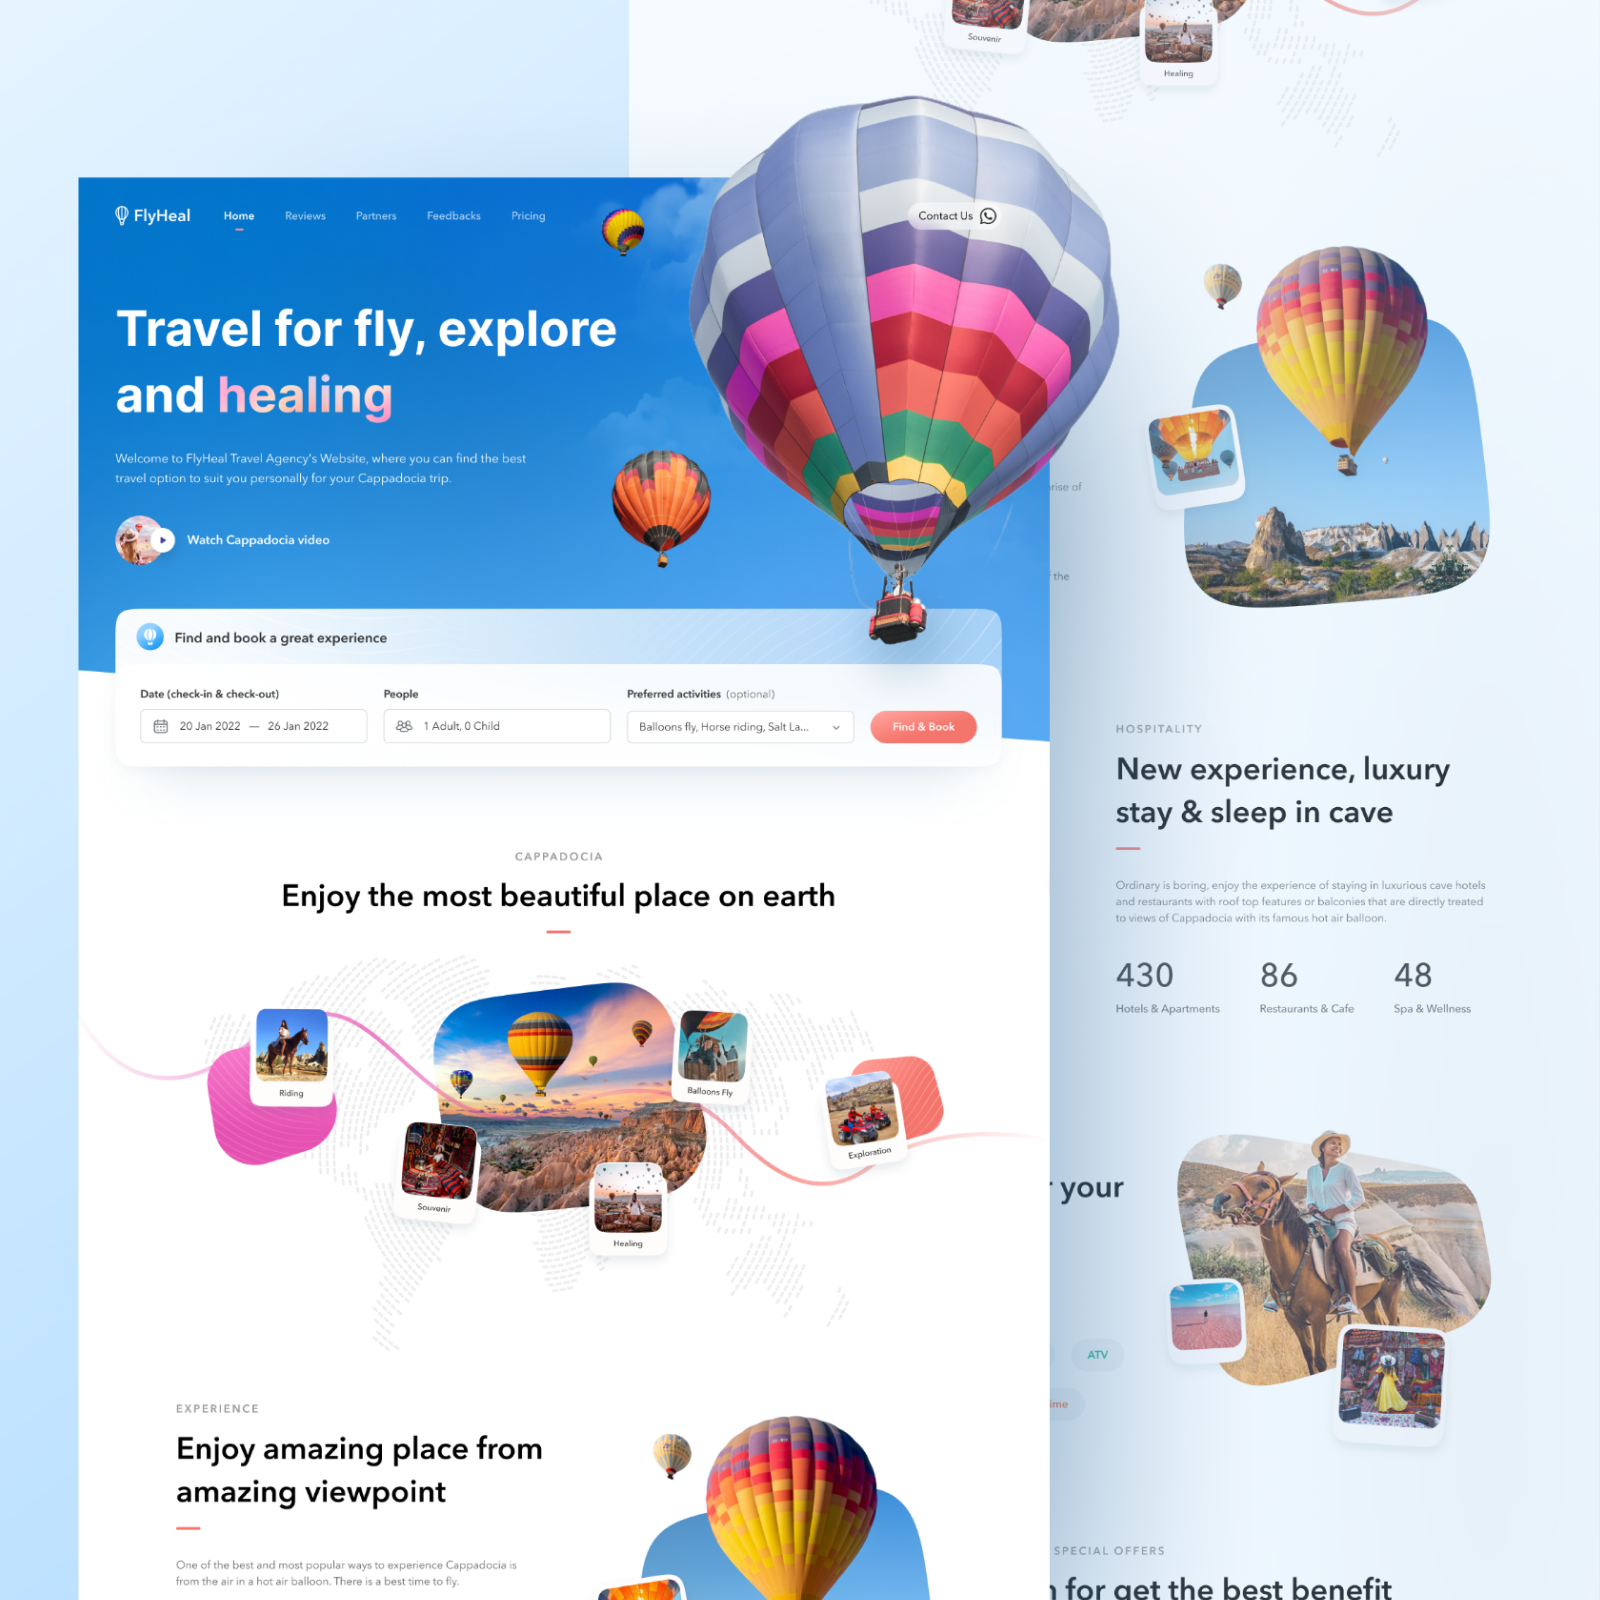 Souvenir
Healing
FlyHeal
Home
Reviews
Partners
Feedbacks
Pricing
Contact Us
Travel for fly, explore
and healing
Welcome to FlyHeal Travel Agency's Website, where you can find the best
travel option to suit you personally for your Cappadocia trip.
Watch Cappadocia video
Find and book a great experience
Date (check-in & check-out)
20 Jan 2022 — 26 Jan 2022
People
1 Adult, 0 Child
Preferred activities (optional)
Balloons fly, Horse riding, Salt La...
Find & Book
CAPPADOCIA
Enjoy the most beautiful place on earth
Riding
Souvenir
Healing
Balloons Fly
Exploration
EXPERIENCE
Enjoy amazing place from
amazing viewpoint
One of the best and most popular ways to experience Cappadocia is
from the air in a hot air balloon. There is a best time to fly.
of
the
HOSPITALITY
New experience, luxury
stay & sleep in cave
Ordinary is boring, enjoy the experience of staying in luxurious cave hotels
and restaurants with roof top features or balconies that are directly treated
to views of Cappadocia with its famous hot air balloon.
430
Hotels & Apartments
86
Restaurants & Cafe
48
Spa & Wellness
your
ATV
SPECIAL OFFERS
for get the best benefit